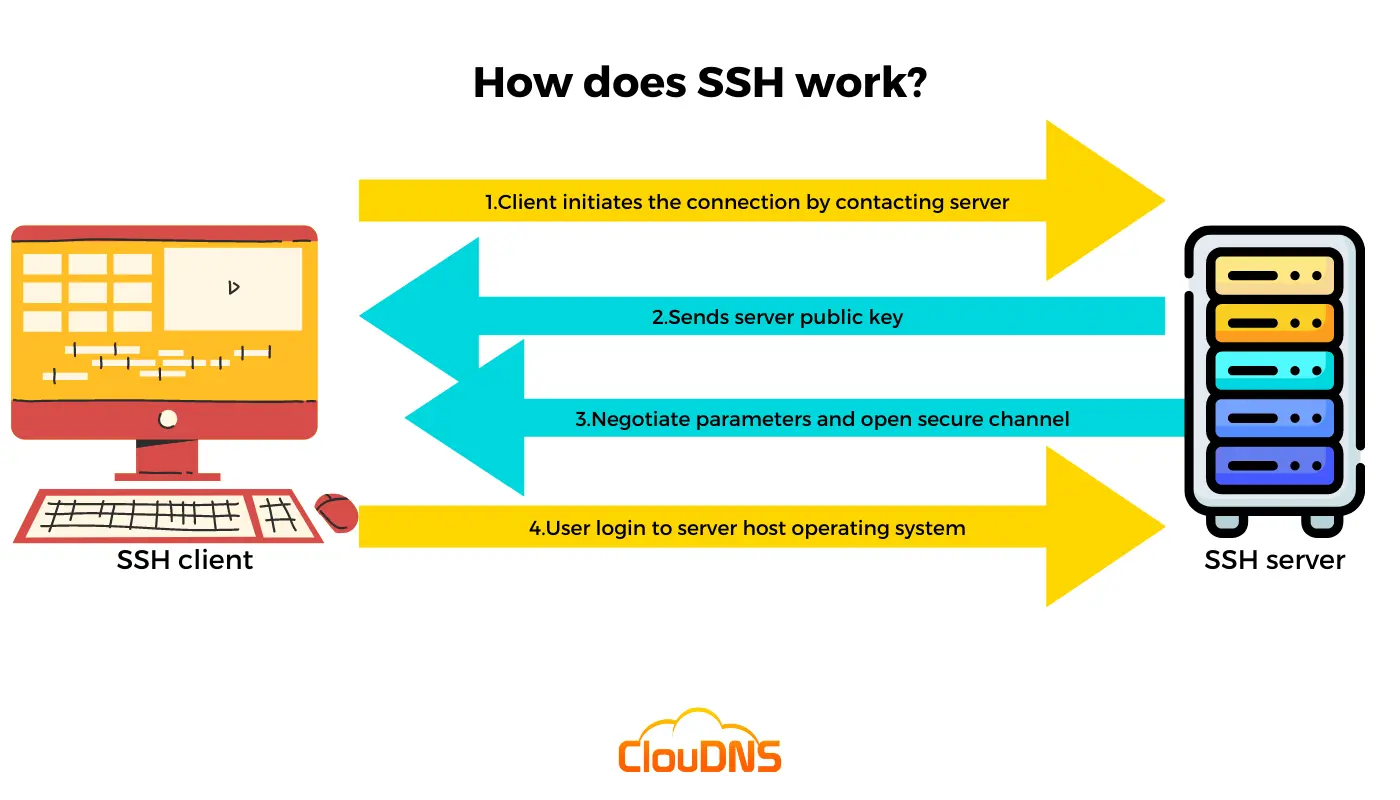 How does SSH work?
1.Client initiates the connection by contacting server
2.Sends server public key
3.Negotiate parameters and open secure channel
4.User login to server host operating system
SSH client
SSH server
ClouDNS